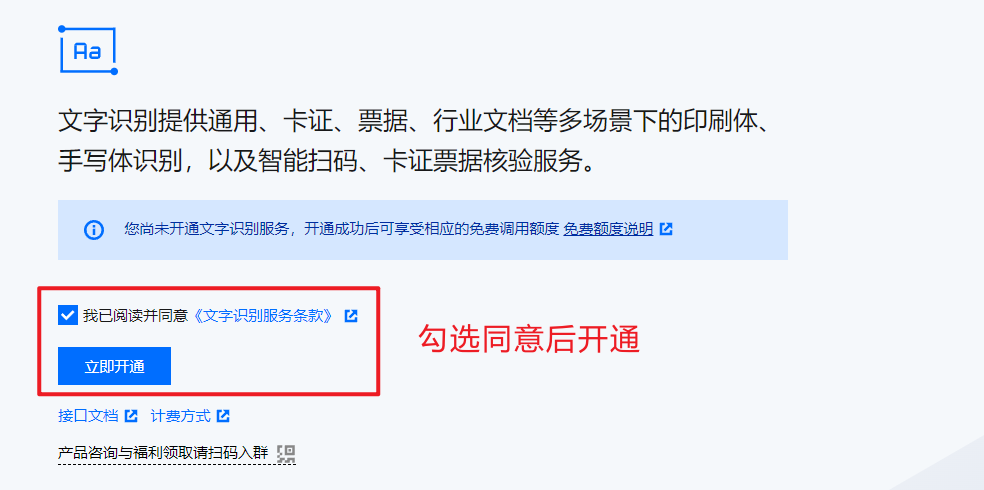 Aa
文字识别提供通用、卡证、票据、行业文档等多场景下的印刷体、
手写体识别，以及智能扫码、卡证票据核验服务。
您尚未开通文字识别服务，开通成功后可享受相应的免费调用额度 免费额度说明
我已阅读并同意《文字识别服务条款》
勾选同意后开通
立即开通
接口文档 计费方式
产品咨询与福利领取请扫码入群